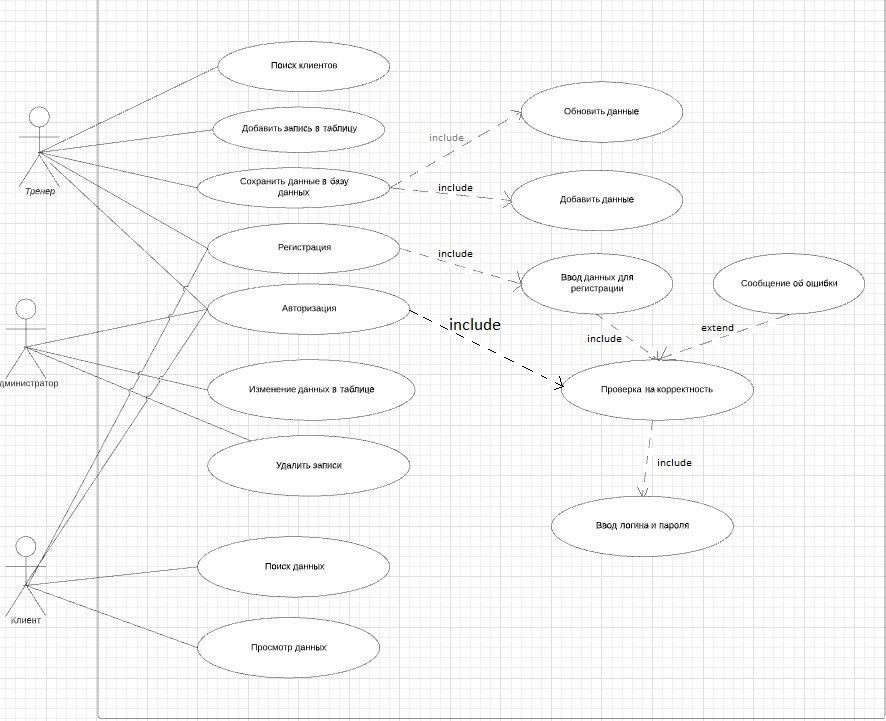 Поиск клиентов
Обновить данные
Добавить запись в таблицу
include
Тренер
Сохранить данные в базу
данных
include
Добавить данные
Регистрация
include
Ввод данных для
регистрации
Сообщение об ошибки
Авторизация
include
include
extend
дминистратор
Изменение данных в таблице
Проверка на корректность
Удалить записи
include
Ввод логина и пароля
Поиск данных
Клиент
Просмотр данных